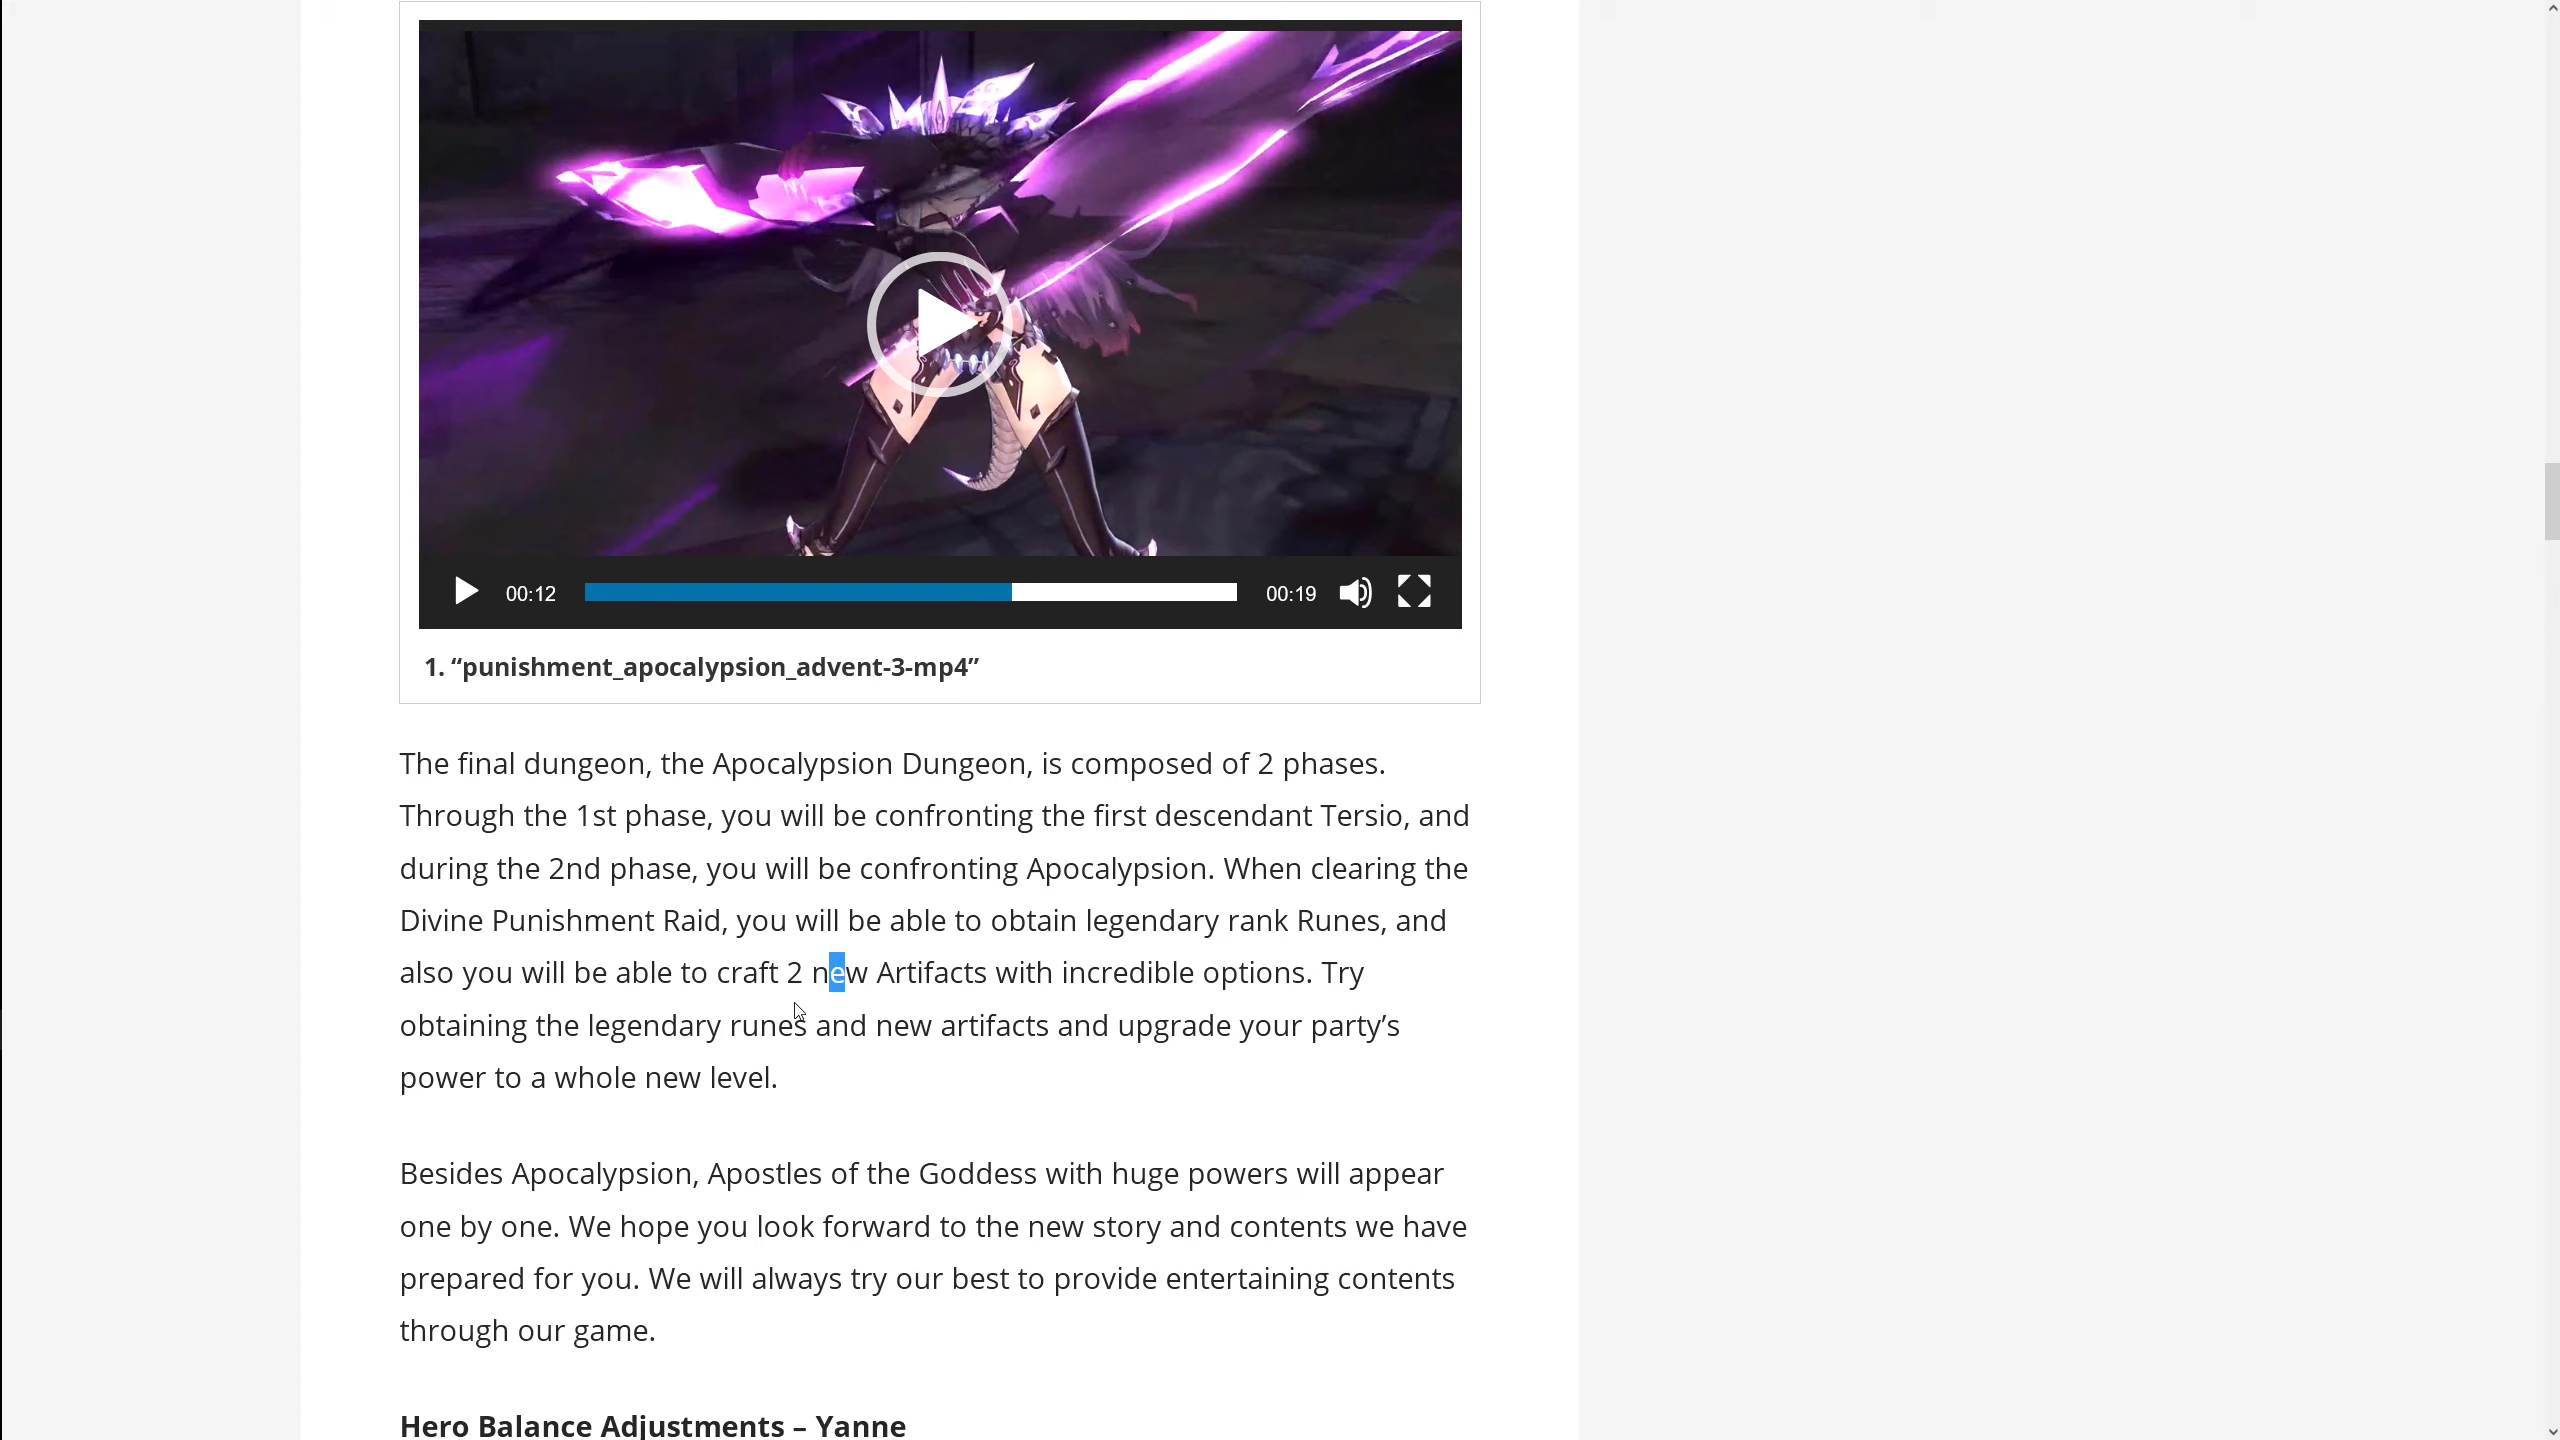 00:12
00:19
1. “punishment_apocalypsion_advent-3-mp4”
The final dungeon, the Apocalypsion Dungeon, is composed of 2 phases.
Through the 1st phase, you will be confronting the first descendant Tersio, and
during the 2nd phase, you will be confronting Apocalypsion. When clearing the
Divine Punishment Raid, you will be able to obtain legendary rank Runes, and
also you will be able to craft 2 new Artifacts with incredible options. Try
obtaining the legendary runes and new artifacts and upgrade your party’s
power to a whole new level.
Besides Apocalypsion, Apostles of the Goddess with huge powers will appear
one by one. We hope you look forward to the new story and contents we have
prepared for you. We will always try our best to provide entertaining contents
through our game.
Hero Balance Adjustments – Yanne